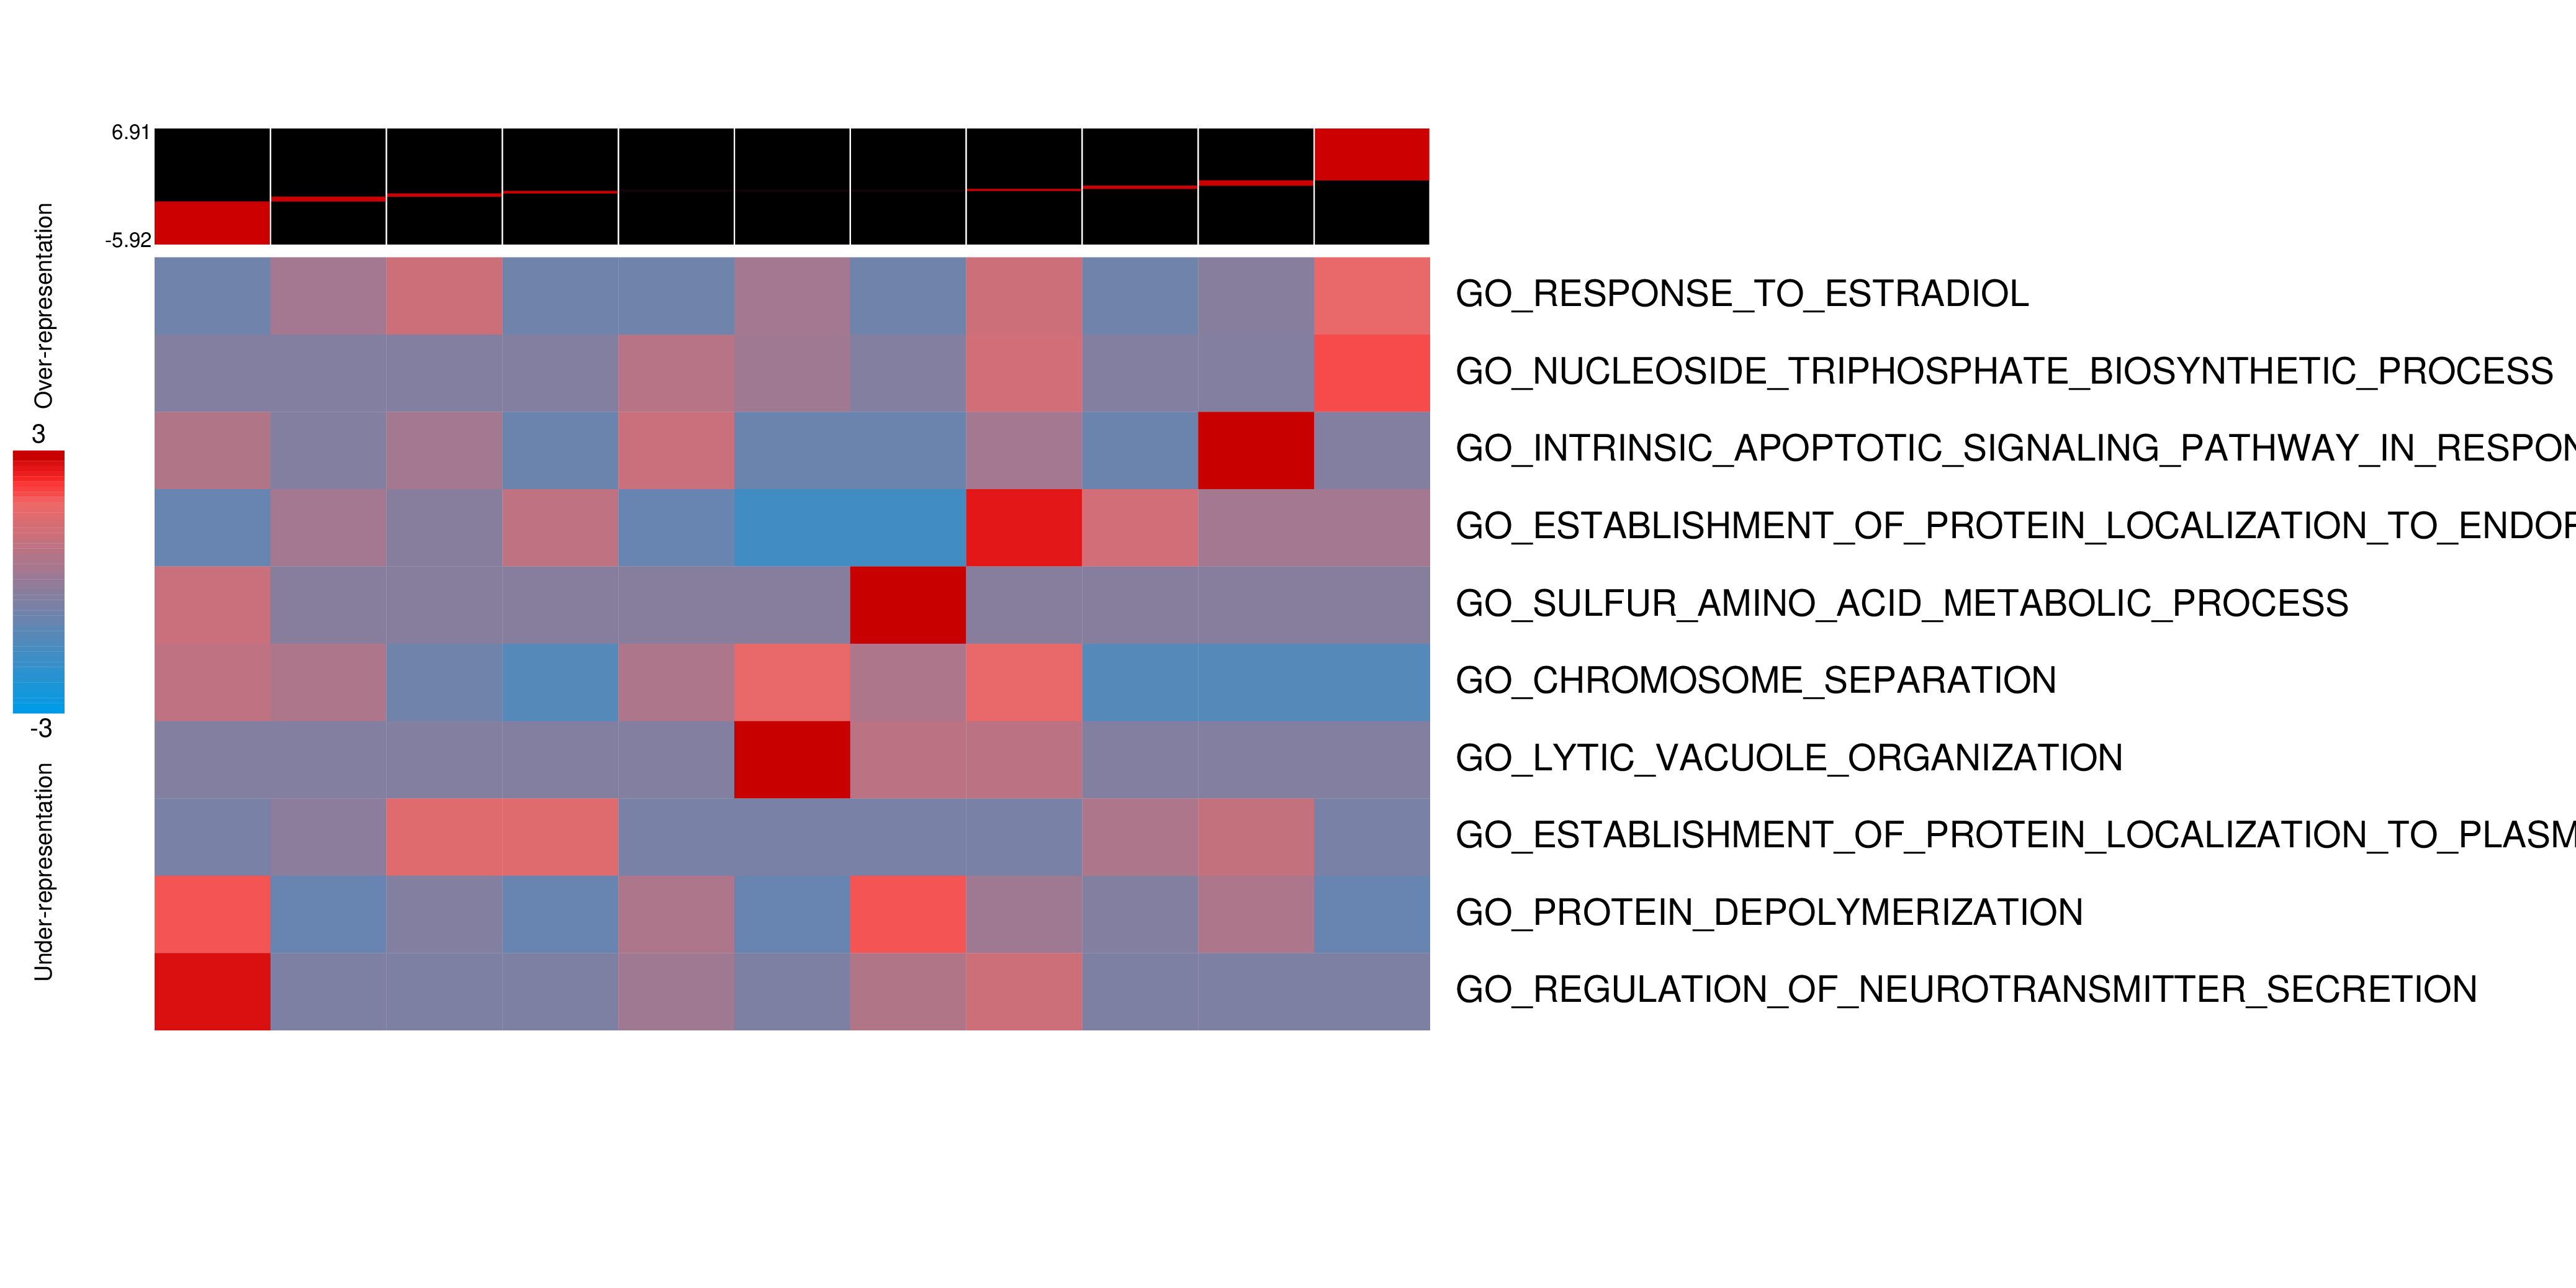 6.91
-5.92
Over-representation
3
-3
Under-representation
GO_RESPONSE_TO_ESTRADIOL
GO_NUCLEOSIDE_TRIPHOSPHATE_BIOSYNTHETIC_PROCESS
GO_INTRINSIC_APOPTOTIC_SIGNALING_PATHWAY_IN_RESPON
GO_ESTABLISHMENT_OF_PROTEIN_LOCALIZATION_TO_ENDOP
GO_SULFUR_AMINO_ACID_METABOLIC_PROCESS
GO_CHROMOSOME_SEPARATION
GO_LYTIC_VACUOLE_ORGANIZATION
GO_ESTABLISHMENT_OF_PROTEIN_LOCALIZATION_TO_PLASM
GO_PROTEIN_DEPOLYMERIZATION
GO_REGULATION_OF_NEUROTRANSMITTER_SECRETION